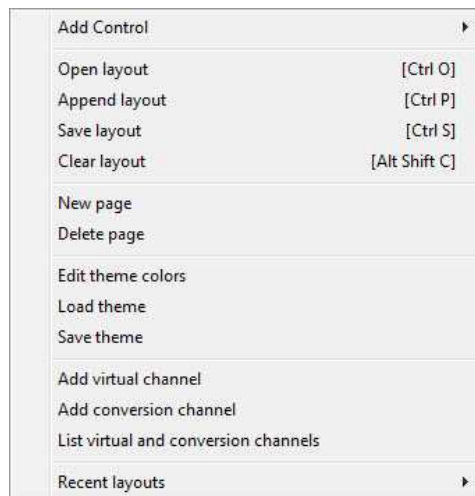 Add Control
Open layout [Ctrl O]
Append layout [Ctrl P]
Save layout [Ctrl S]
Clear layout [Alt Shift C]
New page
Delete page
Edit theme colors
Load theme
Save theme
Add virtual channel
Add conversion channel
List virtual and conversion channels
Recent layouts